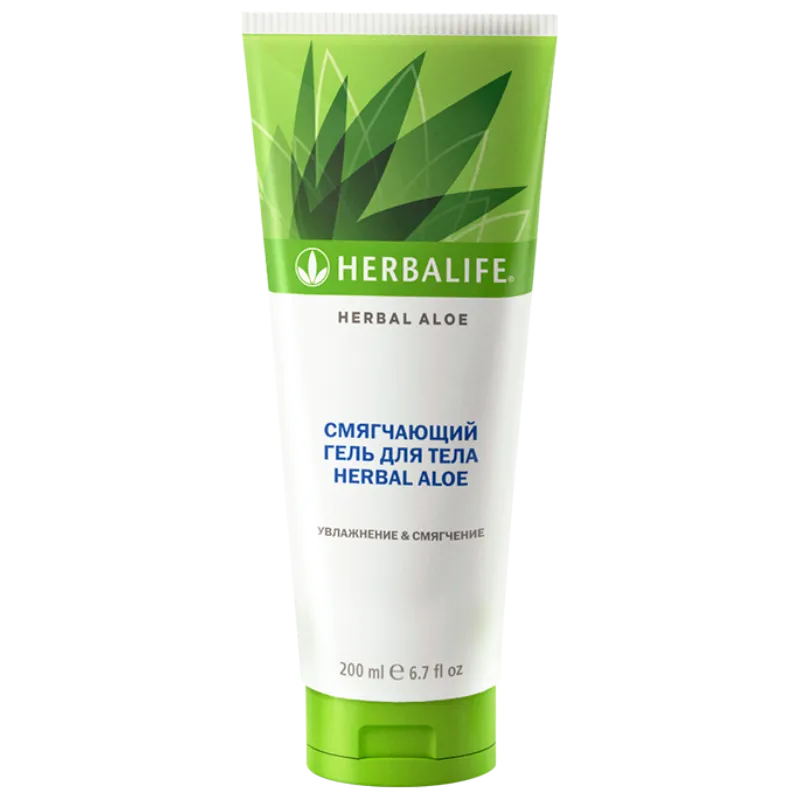 HERBALIFE®
HERBAL ALOE
СМЯГЧАЮЩИЙ
ГЕЛЬ ДЛЯ ТЕЛА
HERBAL ALOE
УВЛАЖНЕНИЕ & СМЯГЧЕНИЕ
200 ml ℮ 6.7 fl oz